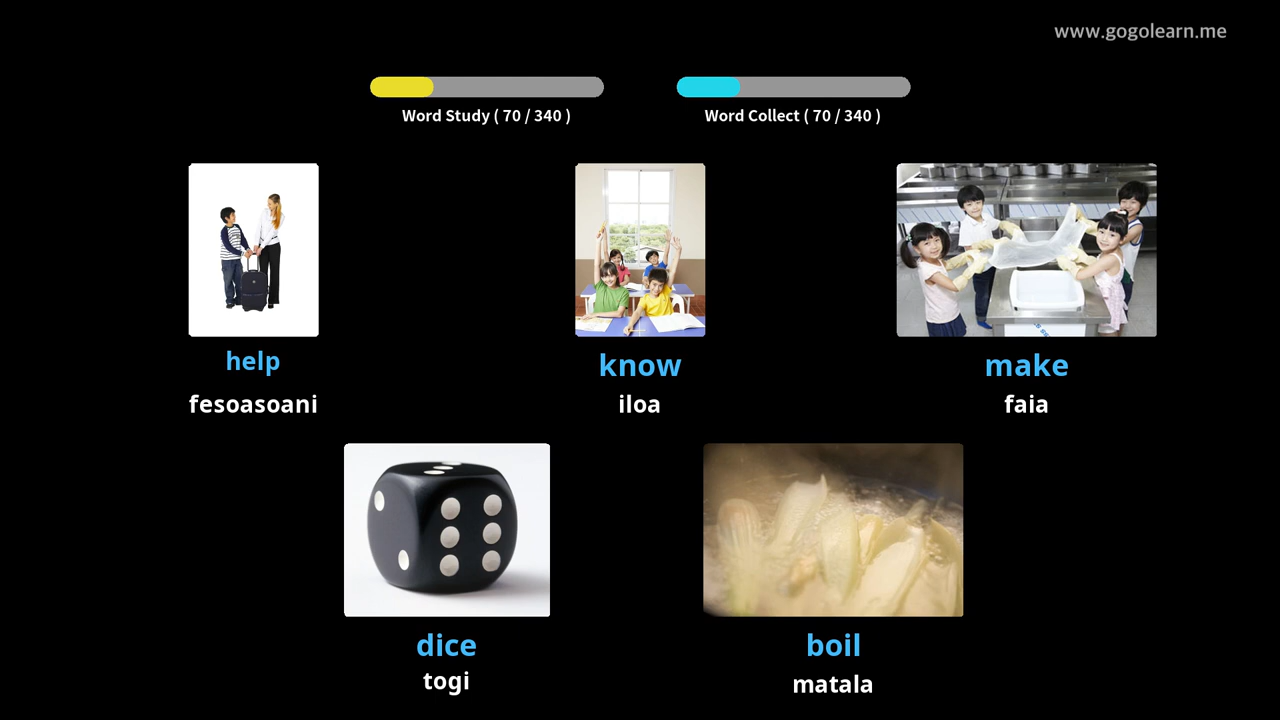 www.gogolearn.me
Word Study ( 70 / 340 )
Word Collect ( 70 / 340 )
help
fesoasoani
know
iloa
make
faia
dice
togi
boil
matala